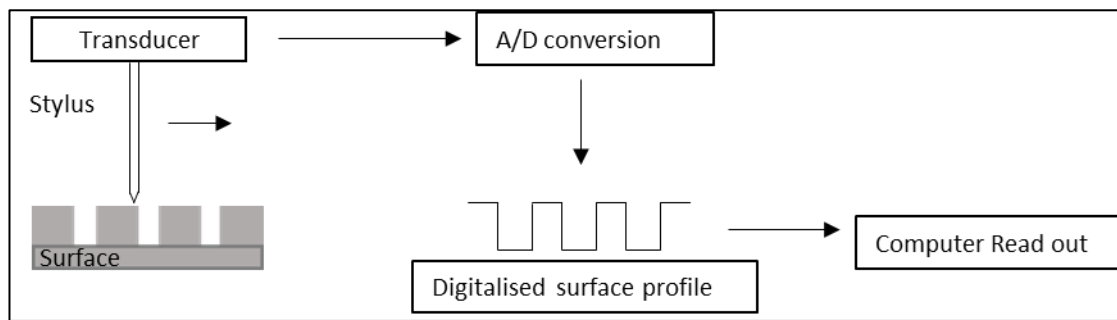 Transducer
A/D conversion
Stylus
Surface
Digitalised surface profile
Computer Read out